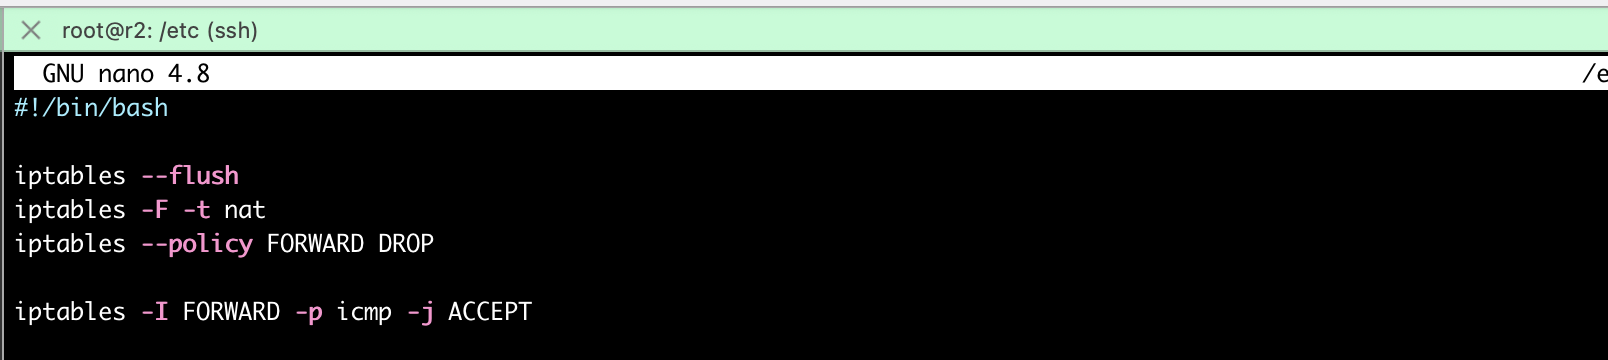 root@r2: /etc (ssh)
GNU nano 4.8 /e
#!/bin/bash
iptables --flush
iptables -F -t nat
iptables --policy FORWARD DROP
iptables -I FORWARD -p icmp -j ACCEPT